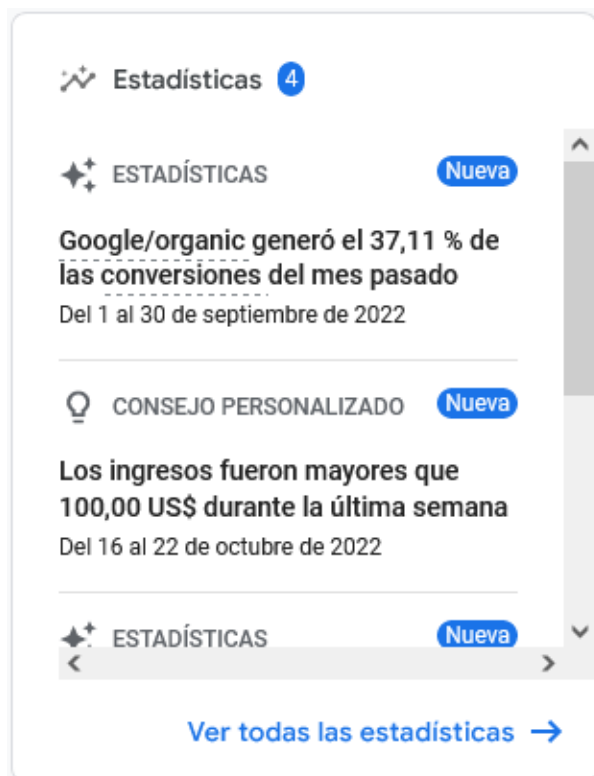 Estadísticas 4
ESTADÍSTICAS Nueva
Google/organic generó el 37,11 % de
las conversiones del mes pasado
Del 1 al 30 de septiembre de 2022
CONSEJO PERSONALIZADO Nueva
Los ingresos fueron mayores que
100,00 US$ durante la última semana
Del 16 al 22 de octubre de 2022
ESTADÍSTICAS Nueva
Ver todas las estadísticas